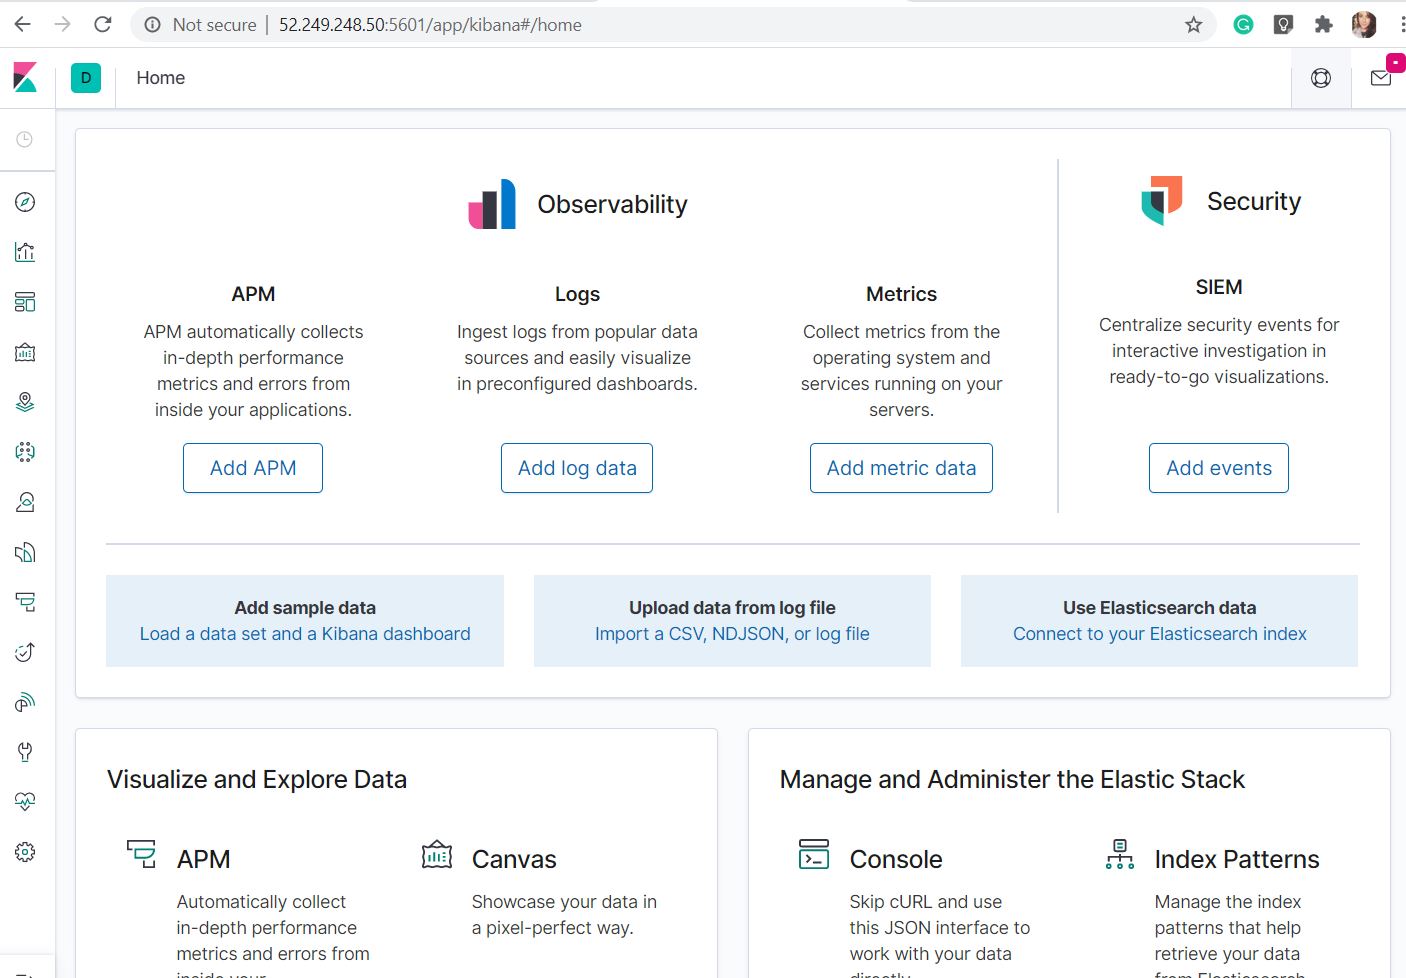 Not secure | 52.249.248.50:5601/app/kibana#/home
D
Home
Observability
Security
APM
APM automatically collects
in-depth performance
metrics and errors from
inside your applications.
Add APM
Logs
Ingest logs from popular data
sources and easily visualize
in preconfigured dashboards.
Add log data
Metrics
Collect metrics from the
operating system and
services running on your
servers.
Add metric data
SIEM
Centralize security events for
interactive investigation in
ready-to-go visualizations.
Add events
Add sample data
Load a data set and a Kibana dashboard
Upload data from log file
Import a CSV, NDJSON, or log file
Use Elasticsearch data
Connect to your Elasticsearch index
Visualize and Explore Data
APM
Automatically collect
in-depth performance
metrics and errors from
inside your
Canvas
Showcase your data in
a pixel-perfect way.
Manage and Administer the Elastic Stack
Console
Skip cURL and use
this JSON interface to
work with your data
directly.
Index Patterns
Manage the index
patterns that help
retrieve your data
from Elasticsearch